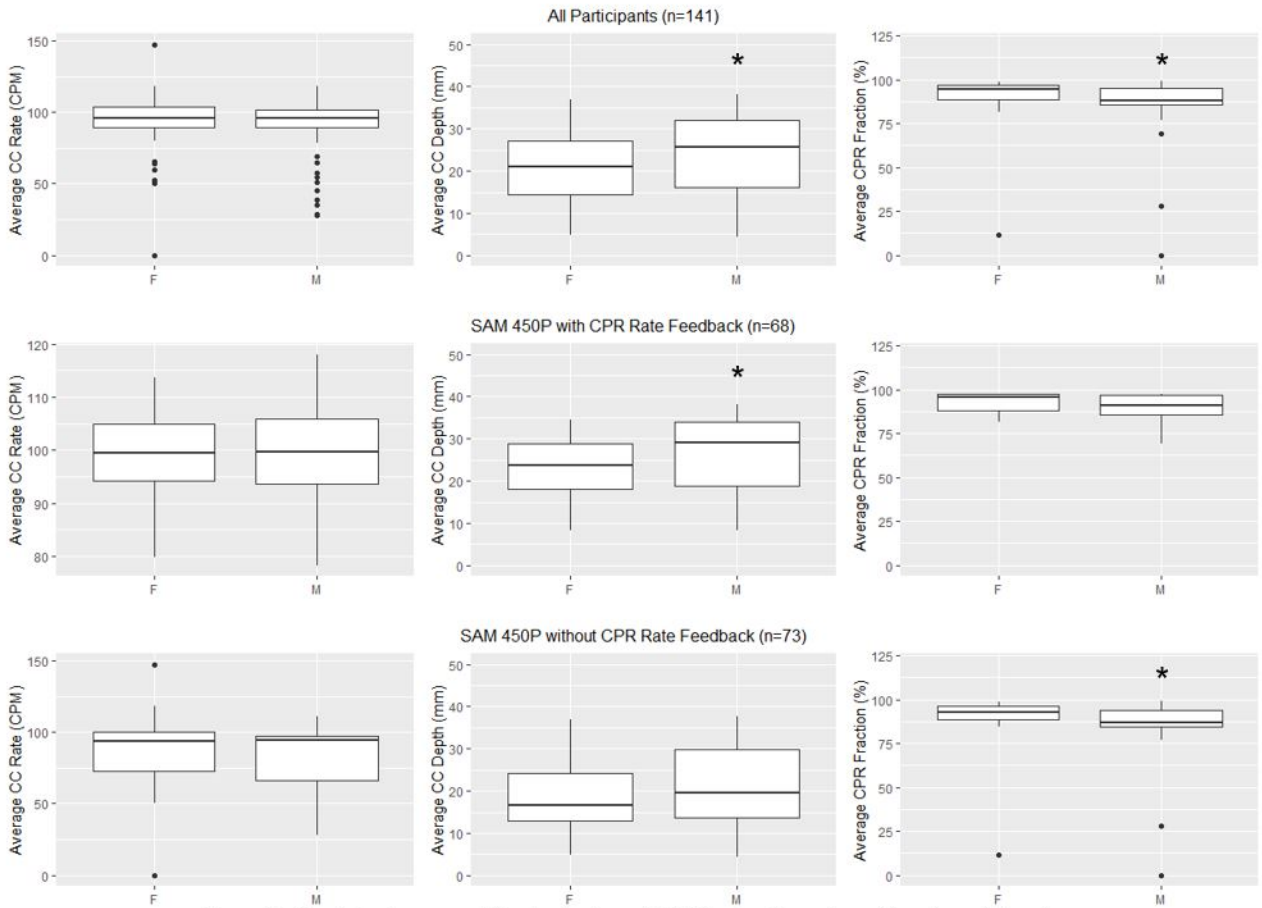 All Participants (n=141)
Average CC Rate (CPM)
150
100
50
0
F
M
Average CC Depth (mm)
50
40
30
20
10
0
F
M
*
Average CPR Fraction (%)
125
100
75
50
25
0
F
M
*
SAM 450P with CPR Rate Feedback (n=68)
Average CC Rate (CPM)
120
110
100
90
80
F
M
Average CC Depth (mm)
50
40
30
20
10
0
F
M
*
Average CPR Fraction (%)
125
100
75
50
25
0
F
M
SAM 450P without CPR Rate Feedback (n=73)
Average CC Rate (CPM)
150
100
50
0
F
M
Average CC Depth (mm)
50
40
30
20
10
0
F
M
Average CPR Fraction (%)
125
100
75
50
25
0
F
M
*